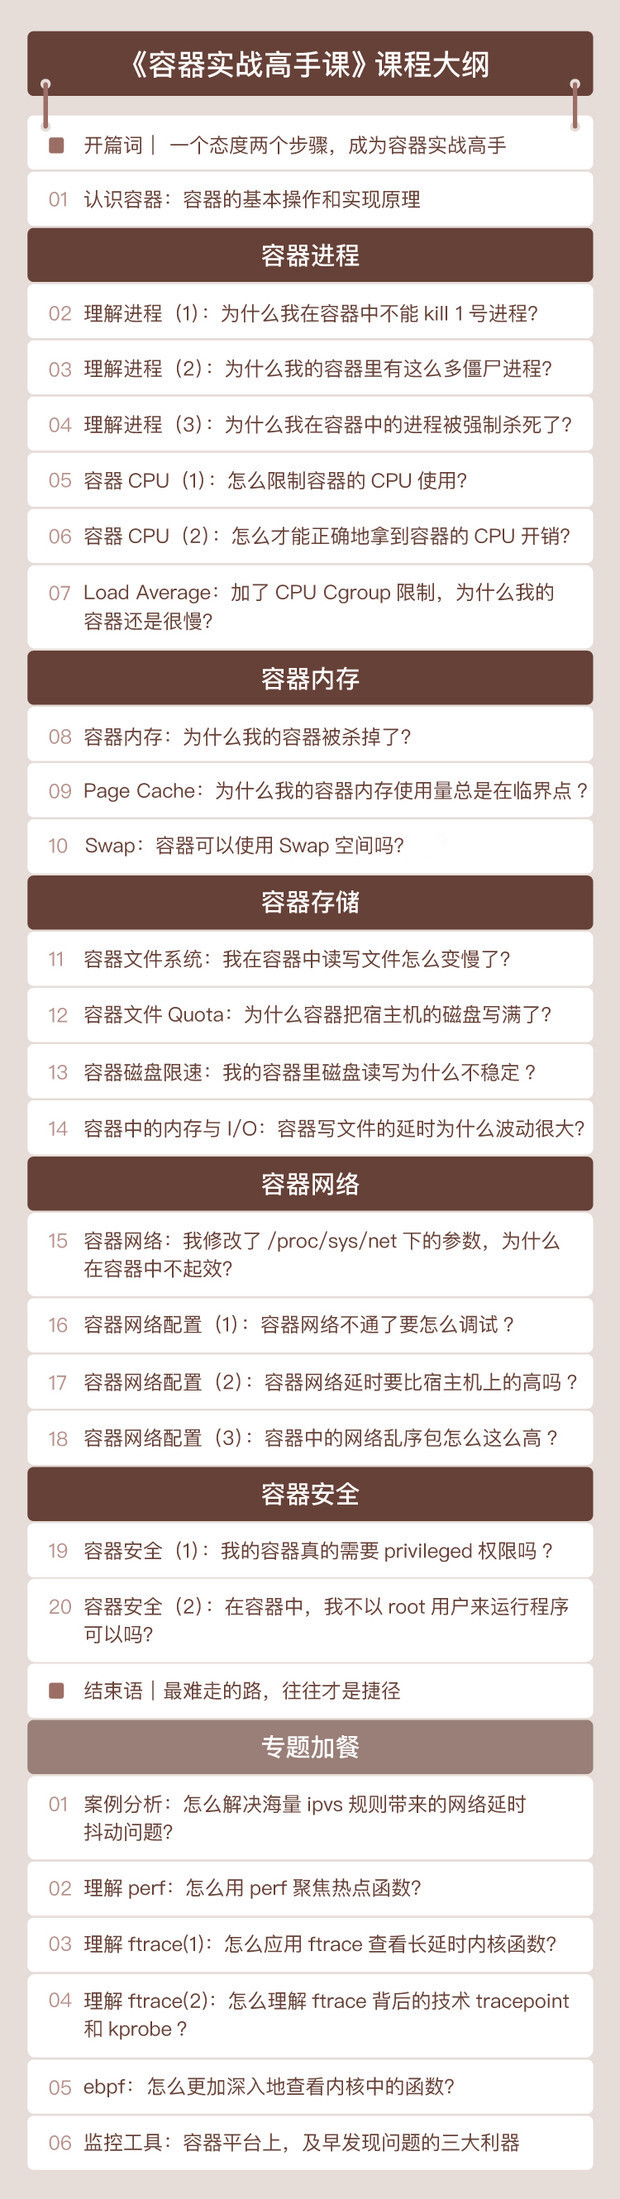 《容器实战高手课》课程大纲
开篇词｜ 一个态度两个步骤，成为容器实战高手
01 认识容器：容器的基本操作和实现原理
容器进程
02 理解进程（1）：为什么我在容器中不能 kill 1 号进程？
03 理解进程（2）：为什么我的容器里有这么多僵尸进程？
04 理解进程（3）：为什么我在容器中的进程被强制杀死了？
05 容器 CPU（1）：怎么限制容器的 CPU 使用？
06 容器 CPU（2）：怎么才能正确地拿到容器的 CPU 开销？
07 Load Average：加了 CPU Cgroup 限制，为什么我的
容器还是很慢？
容器内存
08 容器内存：为什么我的容器被杀掉了？
09 Page Cache：为什么我的容器内存使用量总是在临界点？
10 Swap：容器可以使用 Swap 空间吗？
容器存储
11 容器文件系统：我在容器中读写文件怎么变慢了？
12 容器文件 Quota：为什么容器把宿主机的磁盘写满了？
13 容器磁盘限速：我的容器里磁盘读写为什么不稳定？
14 容器中的内存与 I/O：容器写文件的延时为什么波动很大？
容器网络
15 容器网络：我修改了 /proc/sys/net 下的参数，为什么
在容器中不起效？
16 容器网络配置（1）：容器网络不通了要怎么调试？
17 容器网络配置（2）：容器网络延时要比宿主机上的高吗？
18 容器网络配置（3）：容器中的网络乱序包怎么这么高？
容器安全
19 容器安全（1）：我的容器真的需要 privileged 权限吗？
20 容器安全（2）：在容器中，我不以 root 用户来运行程序
可以吗？
结束语｜最难走的路，往往才是捷径
专题加餐
01 案例分析：怎么解决海量 ipvs 规则带来的网络延时
抖动问题？
02 理解 perf：怎么用 perf 聚焦热点函数？
03 理解 ftrace(1)：怎么应用 ftrace 查看长延时内核函数？
04 理解 ftrace(2)：怎么理解 ftrace 背后的技术 tracepoint
和 kprobe？
05 ebpf：怎么更加深入地查看内核中的函数？
06 监控工具：容器平台上，及早发现问题的三大利器